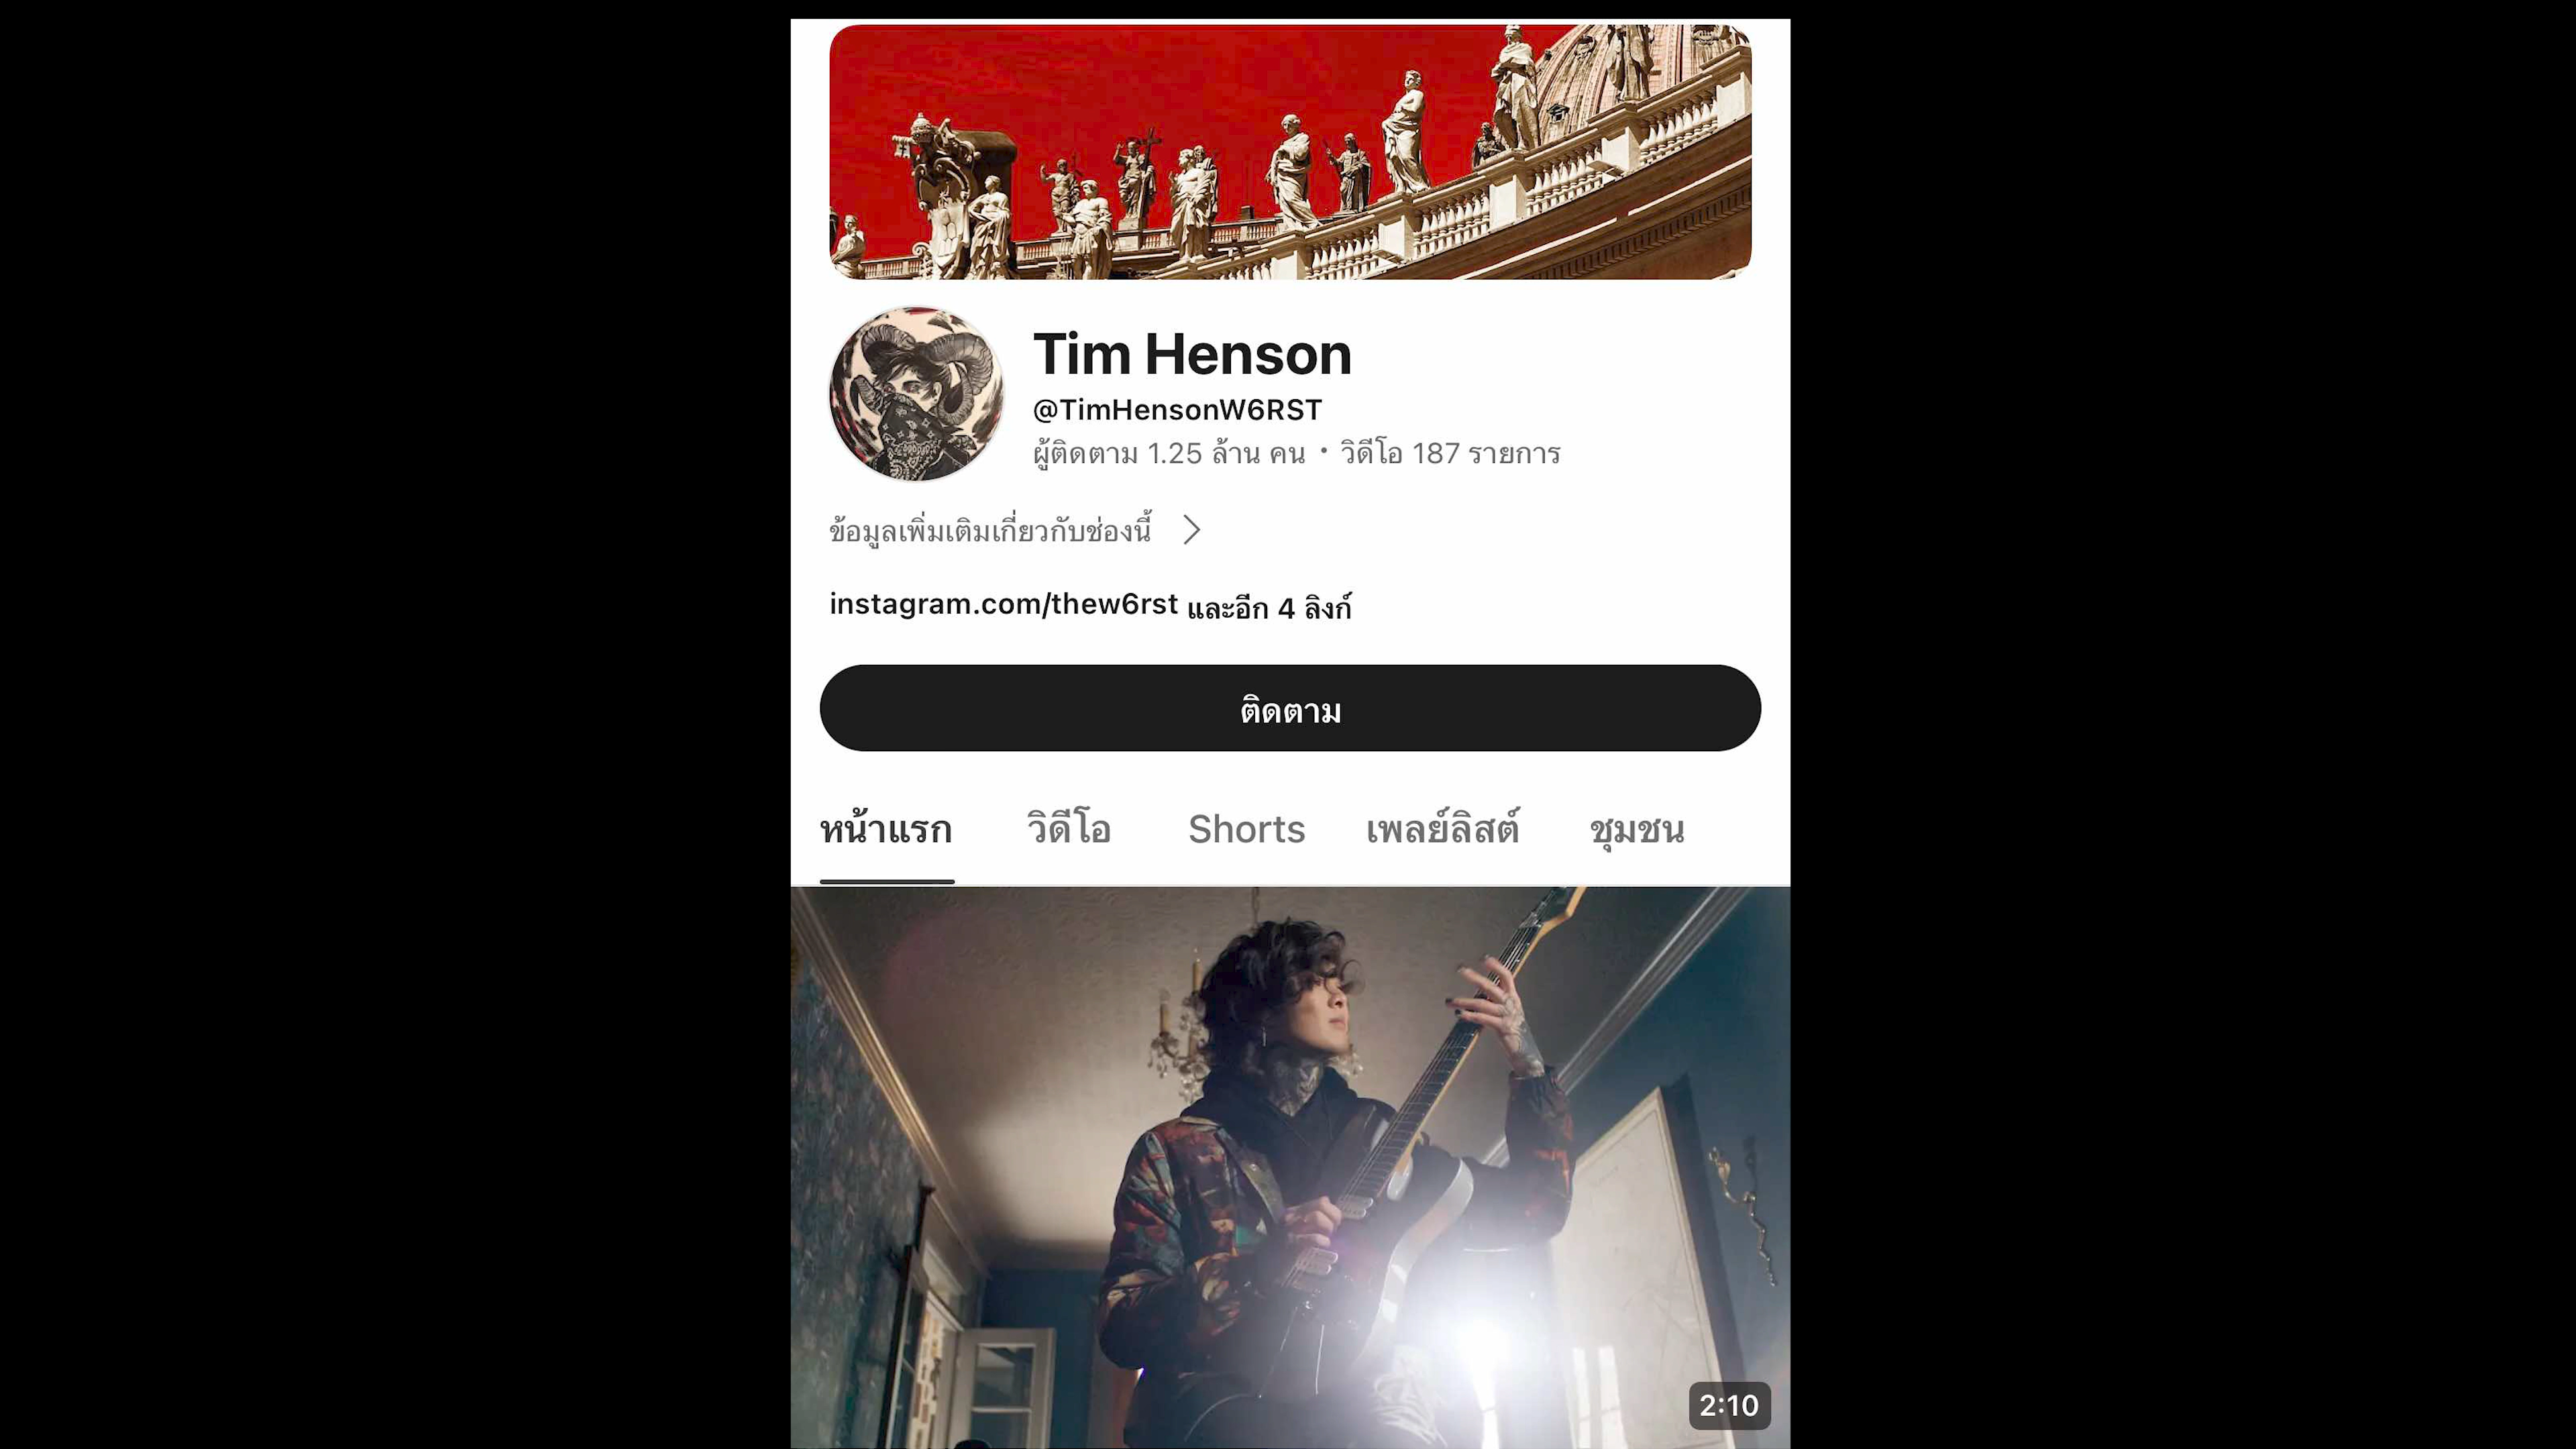 Tim Henson
@TimHensonW6RST
ผู้ติดตาม 1.25 ล้าน คน • วิดีโอ 187 รายการ
ข้อมูลเพิ่มเติมเกี่ยวกับช่องนี้
instagram.com/thew6rst และอีก 4 ลิงก์
ติดตาม
หน้าแรก วิดีโอ Shorts เพลย์ลิสต์ ชุมชน
2:10